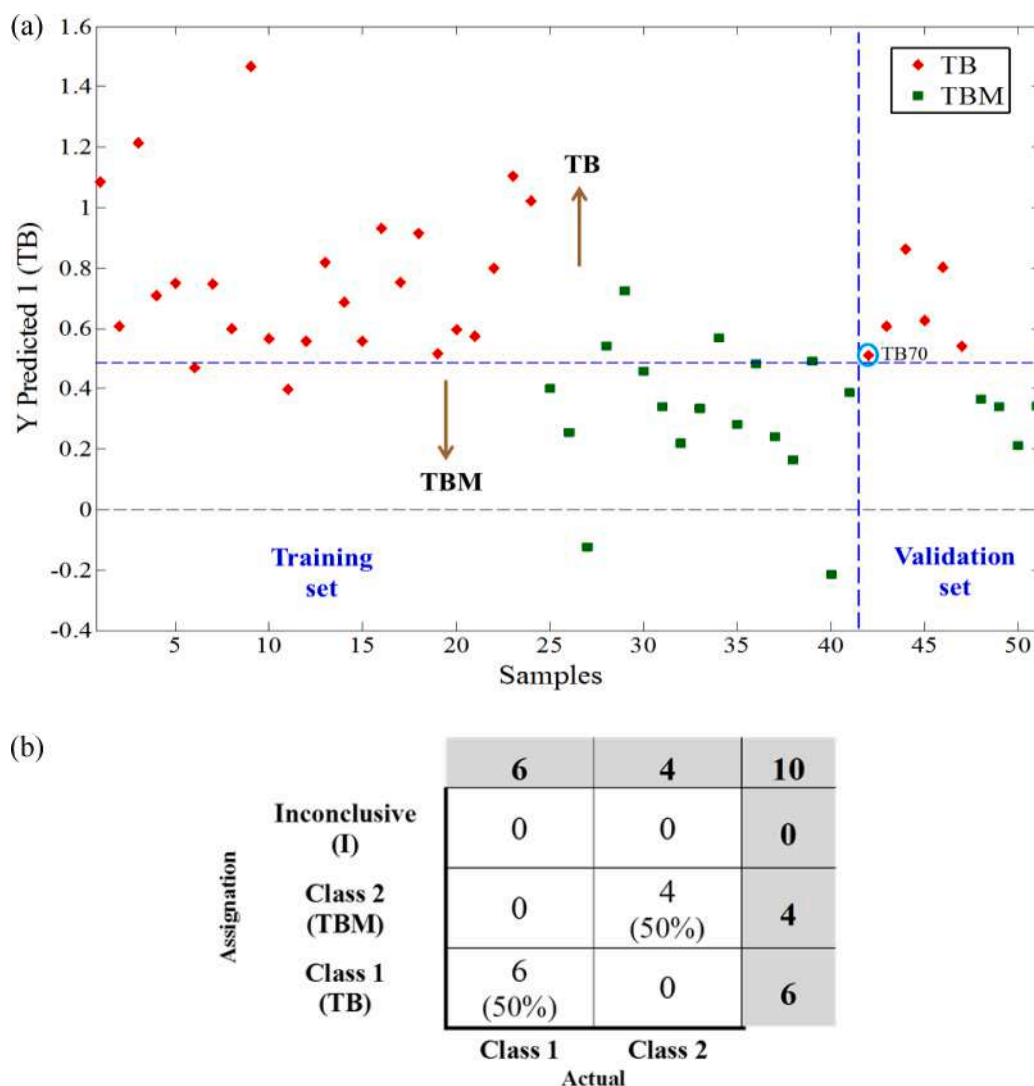 (a)
1.6
1.4
1.2
1
0.8
0.6
0.4
0.2
0
-0.2
-0.4
Y Predicted 1 (TB)
TB
TBM
TB
TBM
TB70
Training
set
Validation
set
5 10 15 20 25 30 35 40 45 50
Samples
(b)
6 4 10
Inconclusive
(I)
0 0 0
Assignation
Class 2
(TBM)
0 4
(50%) 4
Class 1
(TB)
6
(50%) 0 6
Class 1 Class 2
Actual